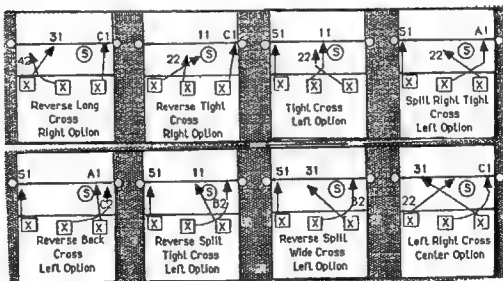 31 11 C1 S1 11 S1 A1
S S S S
42 C1 22 22 22
X X X X X X X X X X X X
Reverse Long Reverse Tight Tight Cross Split Right Tight
Cross Cross Left Option Cross
Right Option Right Option Left Option
S1 A1 S1 11 S1 31 31 C1
S S S S
C2 B2 B2 22
X X X X X X X X X X X X
Reverse Back Reverse Split Reverse Split Left Right Cross
Cross Tight Cross Wide Cross Center Option
Left Option Left Option Left Option